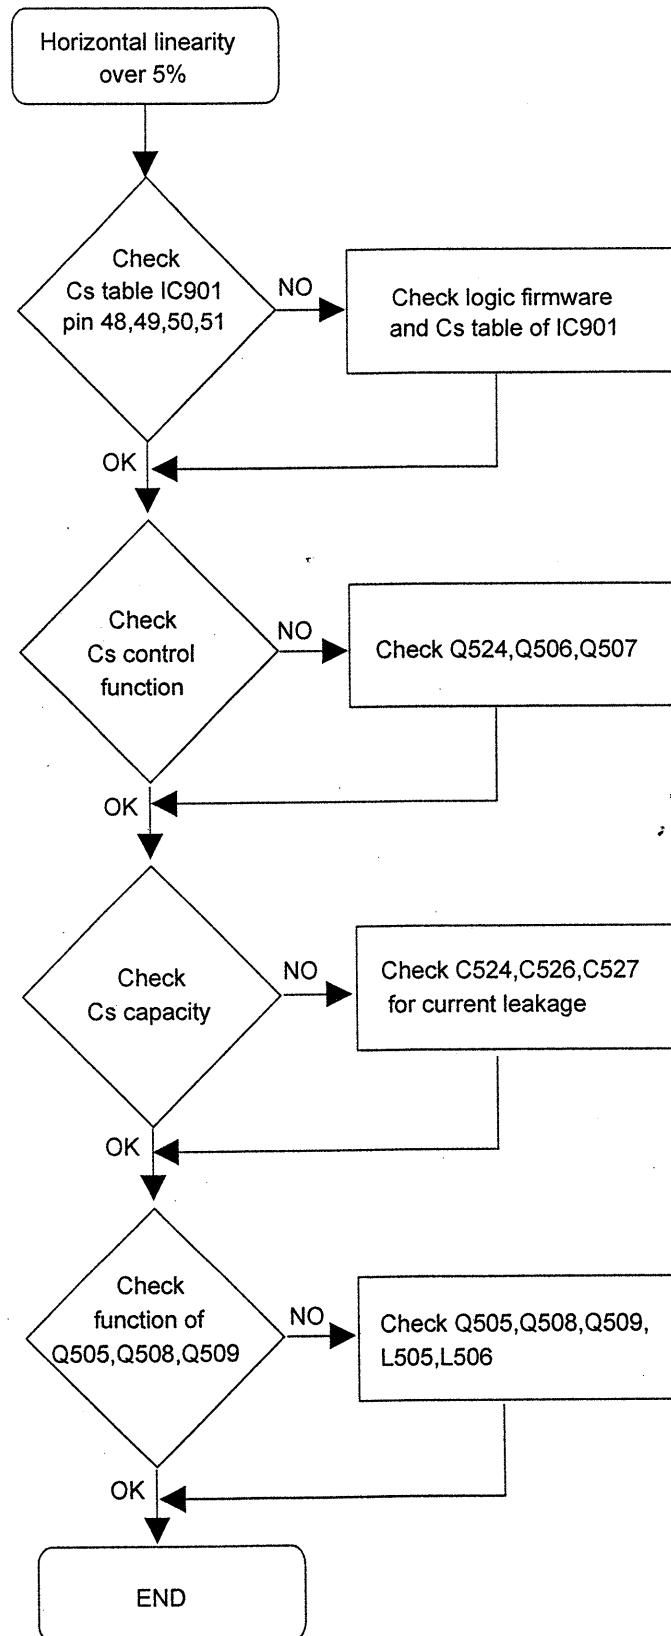 Horizontal linearity
over 5%
Check
Cs table IC901
pin 48,49,50,51
NO
Check logic firmware
and Cs table of IC901
OK
Check
Cs control
function
NO
Check Q524,Q506,Q507
OK
Check
Cs capacity
NO
Check C524,C526,C527
for current leakage
OK
Check
function of
Q505,Q508,Q509
NO
Check Q505,Q508,Q509,
L505,L506
OK
END